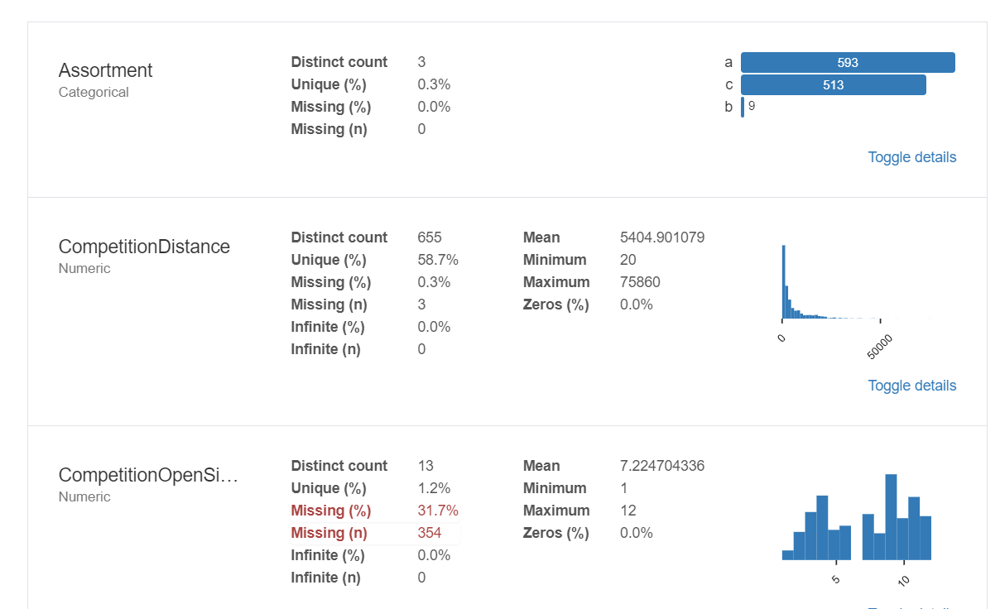 Assortment
Categorical
Distinct count 3
Unique (%) 0.3%
Missing (%) 0.0%
Missing (n) 0
a 593
c 513
b 9
Toggle details
CompetitionDistance
Numeric
Distinct count 655
Unique (%) 58.7%
Missing (%) 0.3%
Missing (n) 3
Infinite (%) 0.0%
Infinite (n) 0
Mean 5404.901079
Minimum 20
Maximum 75860
Zeros (%) 0.0%
0 50000
Toggle details
CompetitionOpenSi…
Numeric
Distinct count 13
Unique (%) 1.2%
Missing (%) 31.7%
Missing (n) 354
Infinite (%) 0.0%
Infinite (n) 0
Mean 7.224704336
Minimum 1
Maximum 12
Zeros (%) 0.0%
5 10